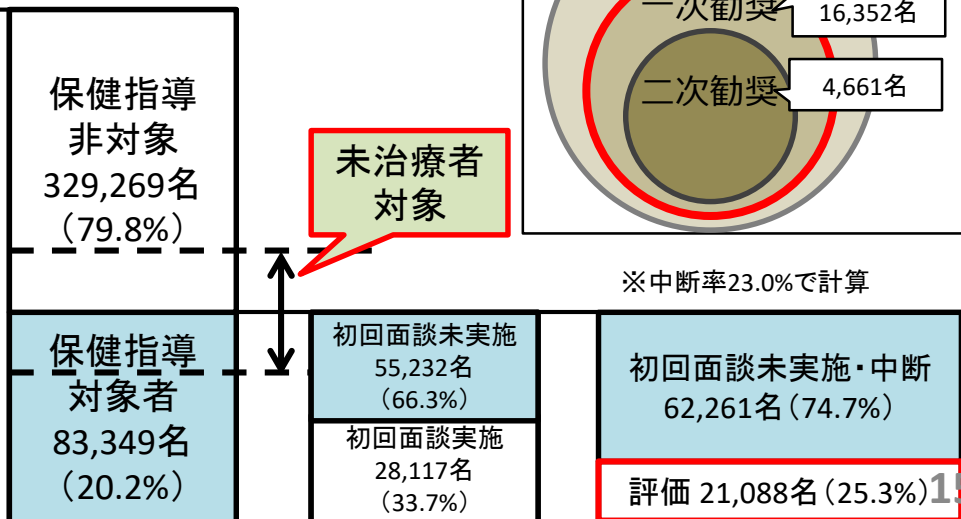 一次勧奨
16,352名
二次勧奨
4,661名
保健指導
非対象
329,269名
（79.8%）
未治療者
対象
※中断率23.0%で計算
保健指導
対象者
83,349名
（20.2%）
初回面談未実施
55,232名
（66.3%）
初回面談実施
28,117名
（33.7%）
初回面談未実施・中断
62,261名（74.7%）
評価 21,088名（25.3%）
15